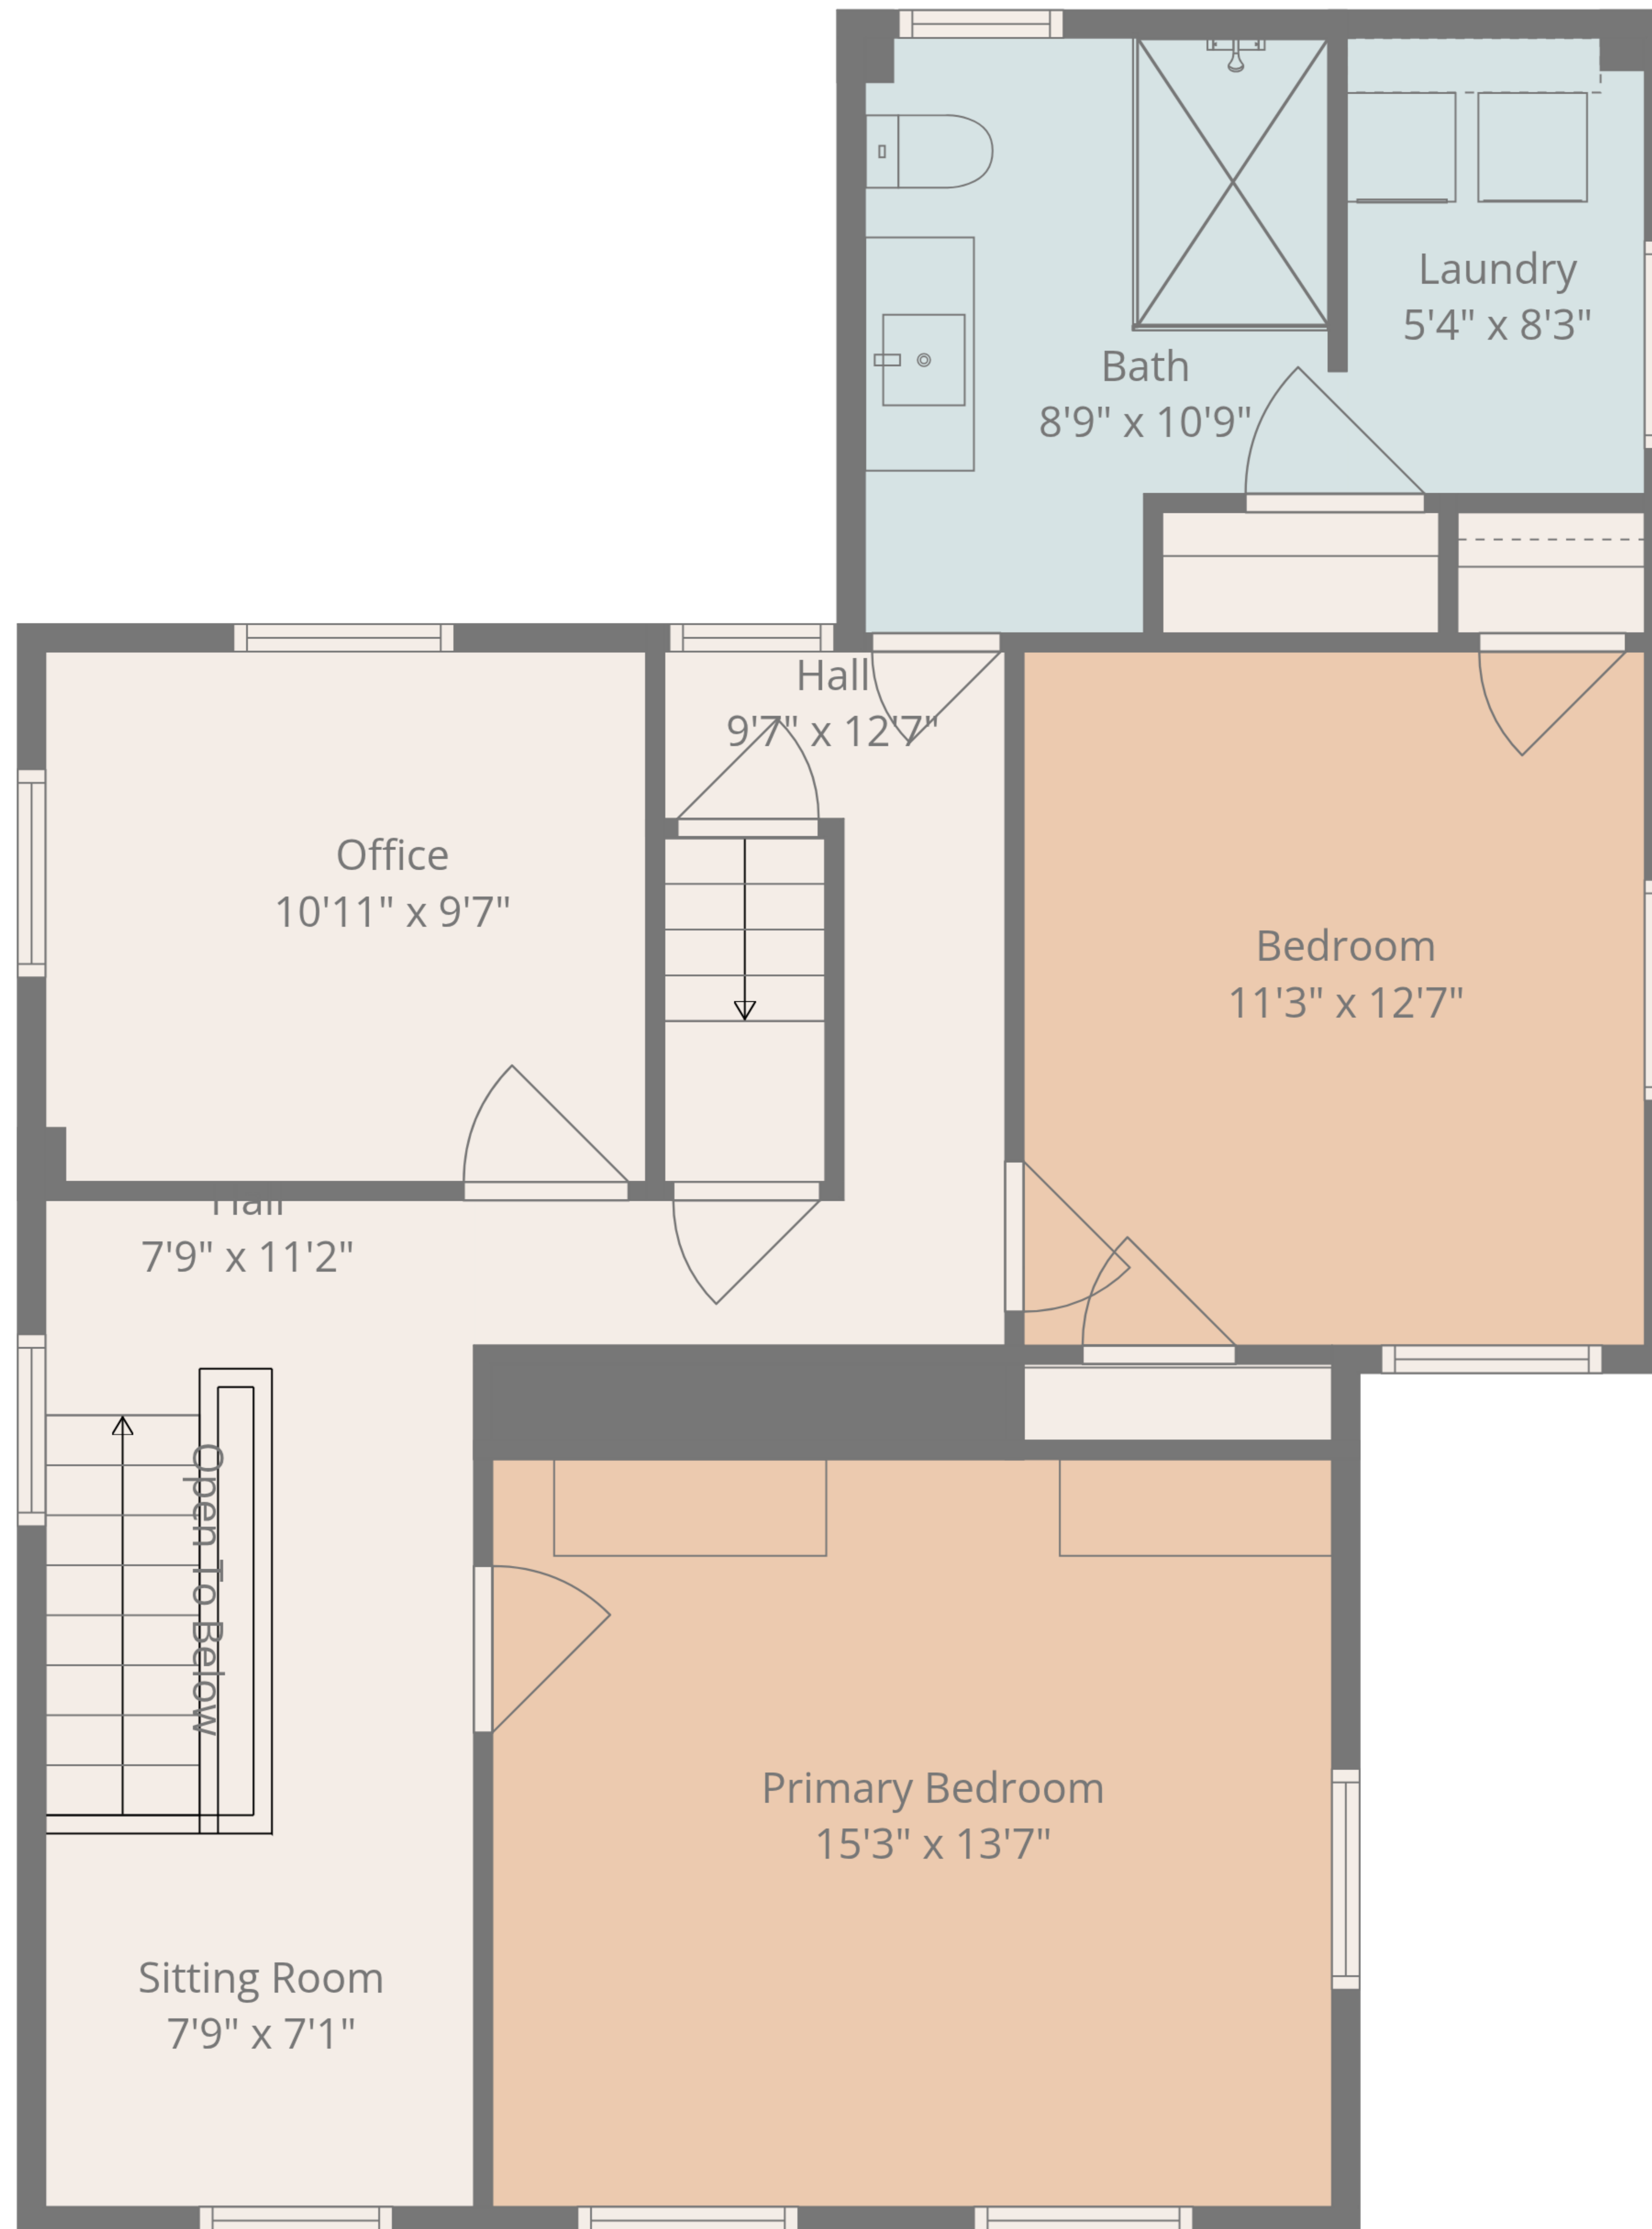 Laundry
5'4" x 8'3"
Bath
8'9" x 10'9"
Hall
9'7" x 12'7"
Office
10'11" x 9'7"
Bedroom
11'3" x 12'7"
Hall
7'9" x 11'2"
Open To Below
Primary Bedroom
15'3" x 13'7"
Sitting Room
7'9" x 7'1"